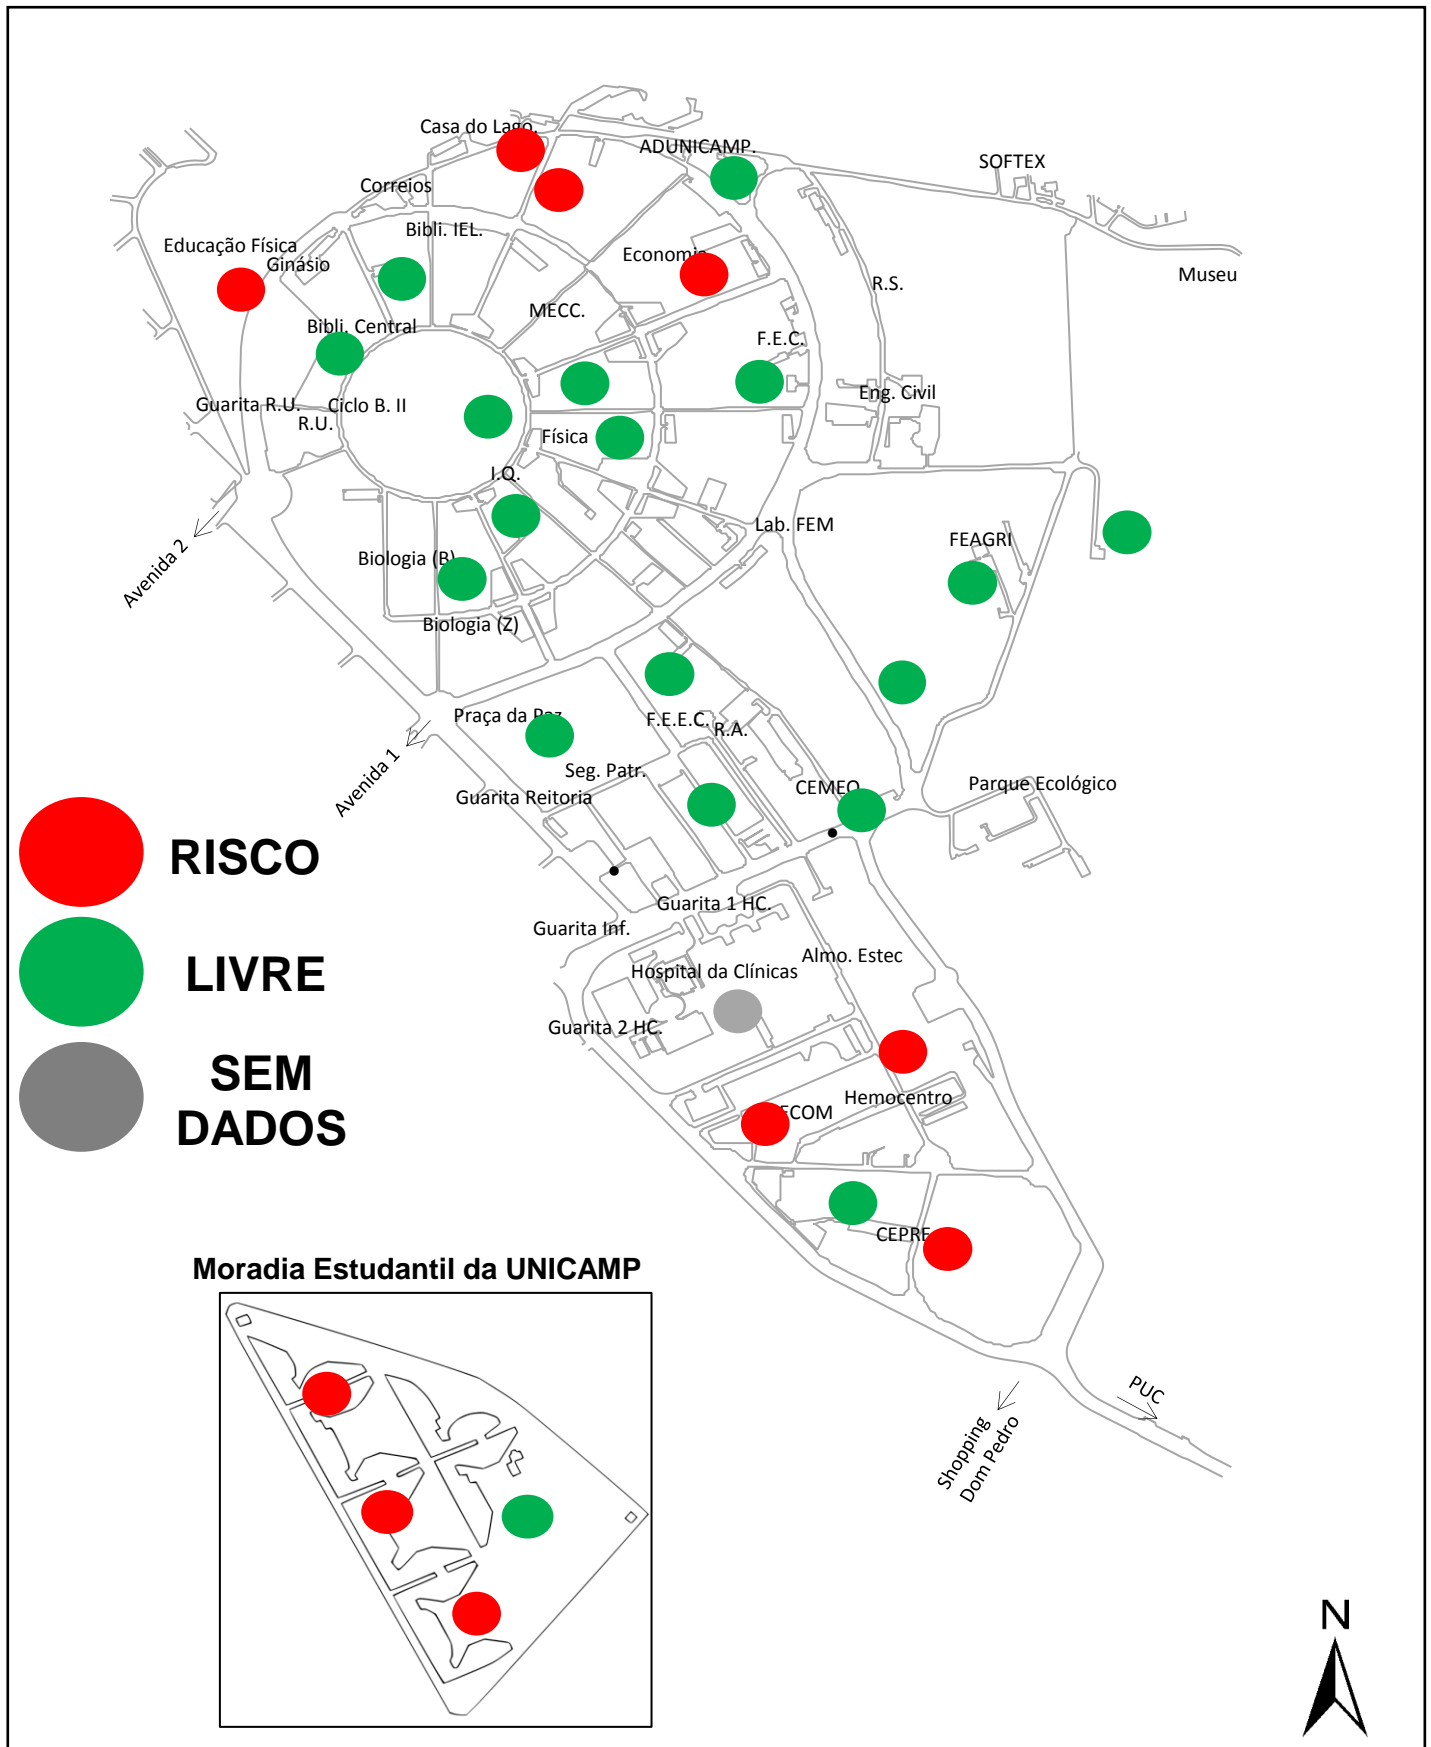 Casa do Lago.
ADUNICAMP.
SOFTEX
Correios
Bibli. IEL.
Educação Física
Ginásio
Economia
Museu
R.S.
MECC.
Bibli. Central
F.E.C.
Guarita R.U.
Ciclo B. II
R.U.
Eng. Civil
Física
I.Q.
Lab. FEM
FEAGRI
Biologia (B)
Avenida 2
Biologia (Z)
Praça da Paz
F.E.E.C.
R.A.
Avenida 1
Seg. Patr.
Guarita Reitoria
CEMEQ
Parque Ecológico
RISCO
LIVRE
SEM
DADOS
Guarita 1 HC.
Guarita Inf.
Almo. Estec
Hospital da Clínicas
Guarita 2 HC.
Hemocentro
ECOM
CEPRE
Moradia Estudantil da UNICAMP
PUC
Shopping
Dom Pedro
N